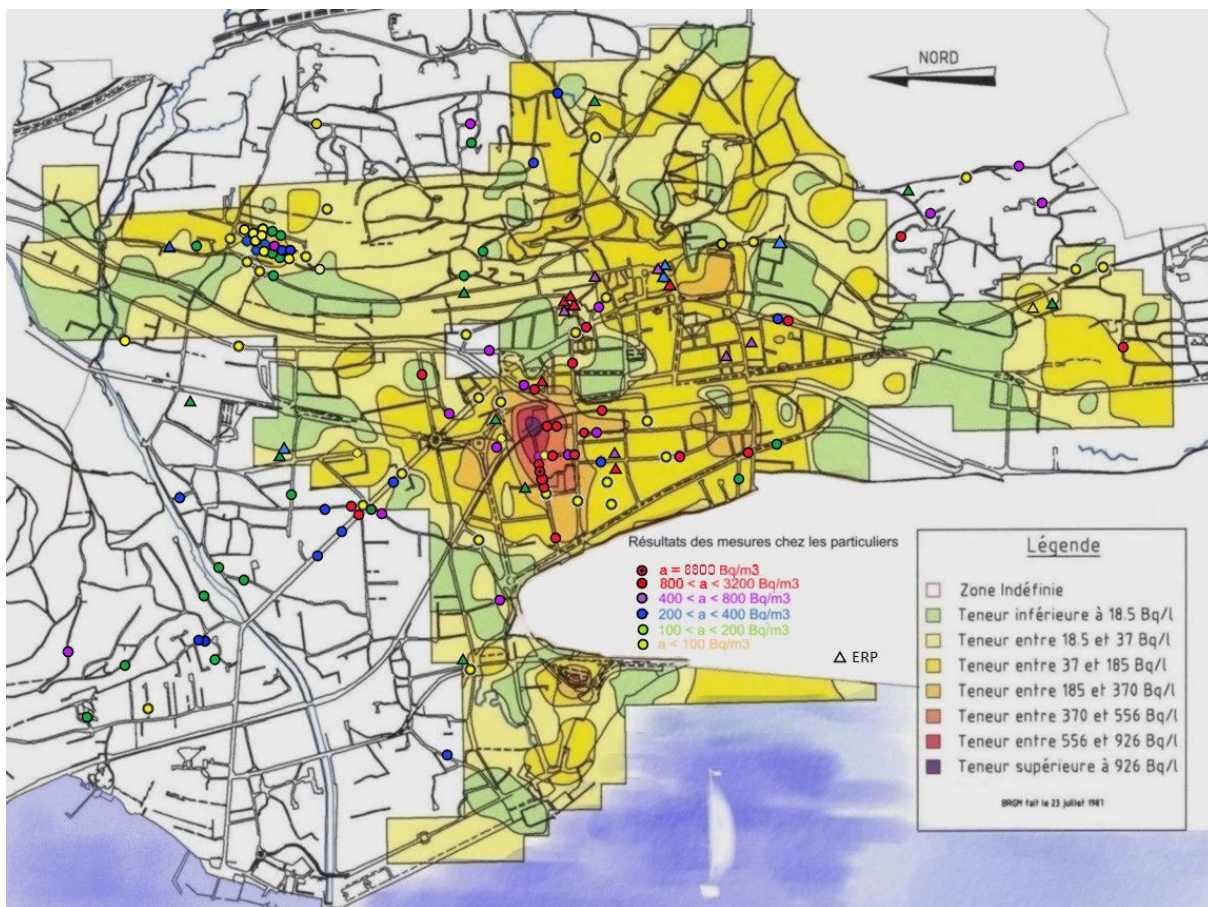 NORD
Résultats des mesures chez les particuliers
a = 8800 Bq/m3
800 < a < 3200 Bq/m3
400 < a < 800 Bq/m3
200 < a < 400 Bq/m3
100 < a < 200 Bq/m3
a < 100 Bq/m3
ERP
Légende
Zone Indéfinie
Teneur inférieure à 18.5 Bq/l
Teneur entre 18.5 et 37 Bq/l
Teneur entre 37 et 185 Bq/l
Teneur entre 185 et 370 Bq/l
Teneur entre 370 et 556 Bq/l
Teneur entre 556 et 926 Bq/l
Teneur supérieure à 926 Bq/l
BRGM fait le 23 juillet 1987